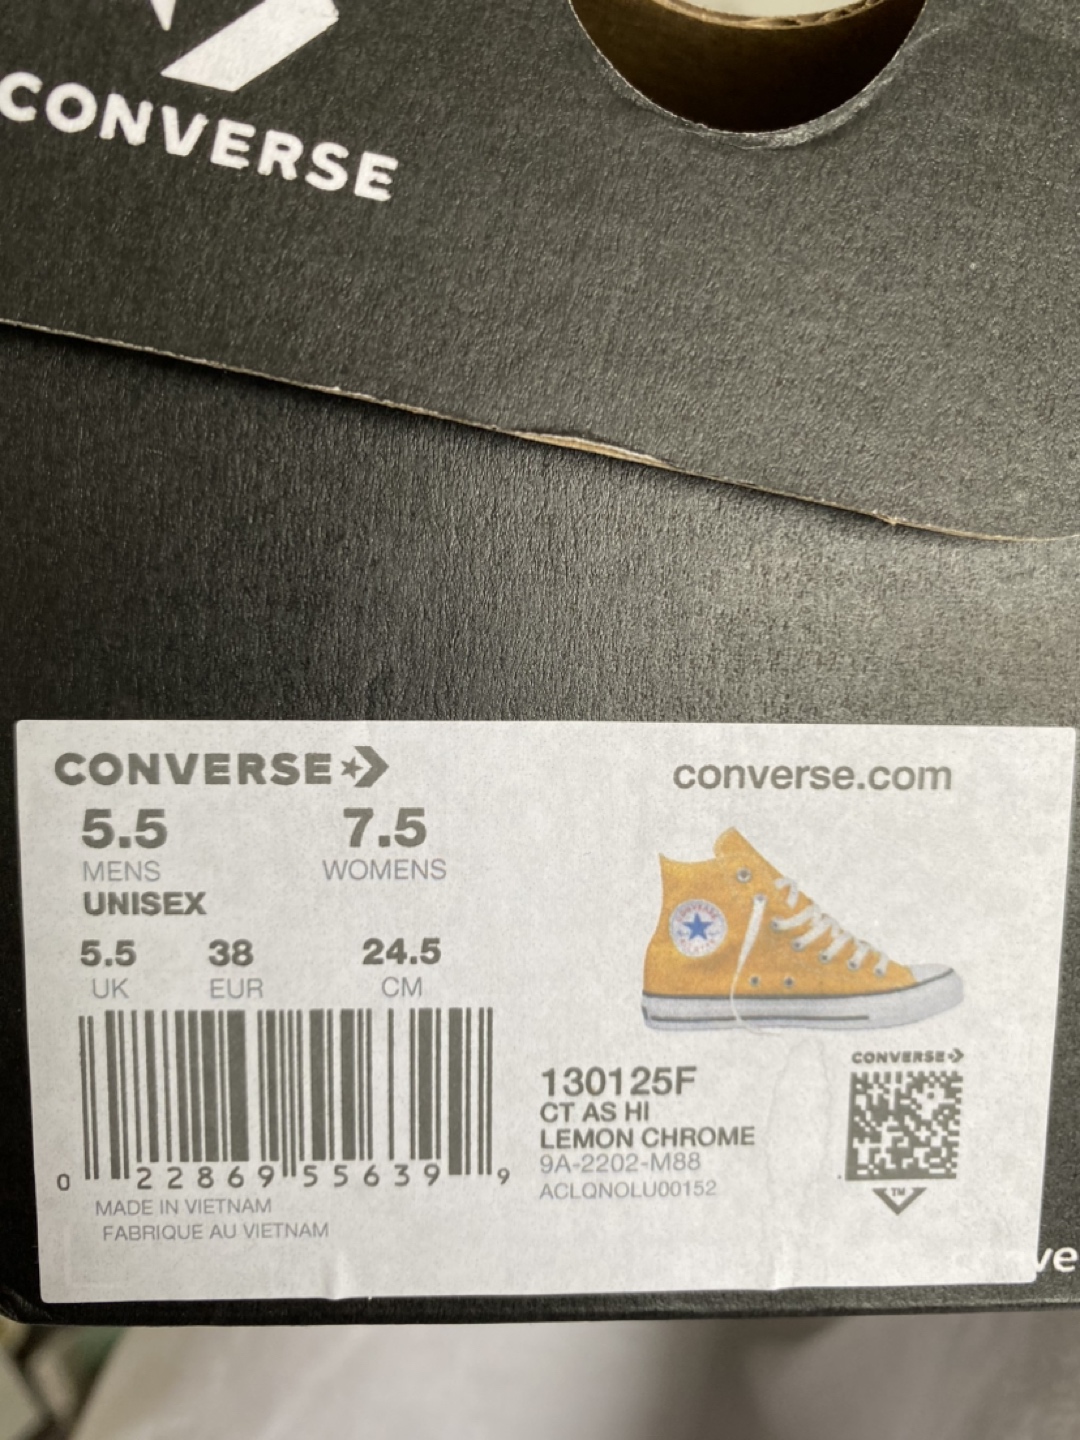 CONVERSE
CONVERSE
converse.com
5.5 7.5
MENS WOMENS
UNISEX
5.5 38 24.5
UK EUR CM
0 22869 55639 9
MADE IN VIETNAM
FABRIQUE AU VIETNAM
130125F
CT AS HI
LEMON CHROME
9A-2202-M88
ACLQNOLU00152
CONVERSE
TM
ve